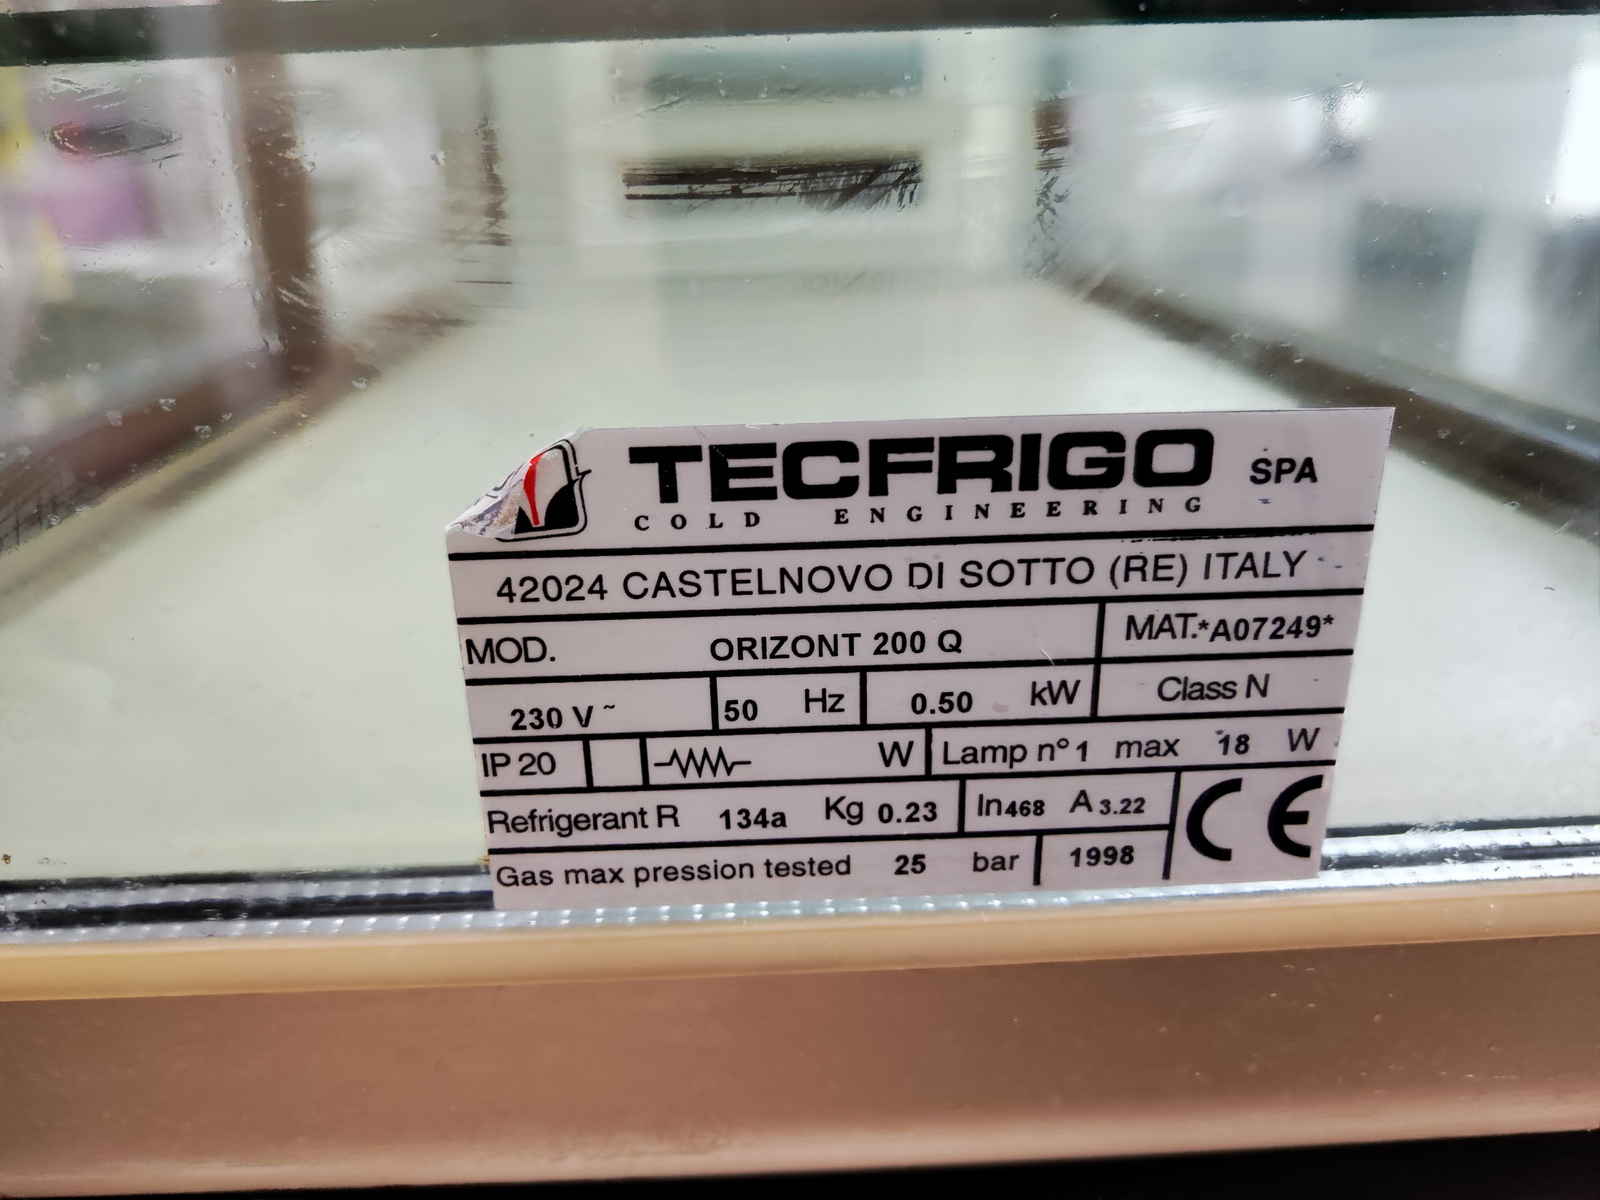 TECFRIGO SPA
COLD ENGINEERING
42024 CASTELNOVO DI SOTTO (RE) ITALY
MOD. ORIZONT 200 Q MAT.*A07249*
230 V ~ 50 Hz 0.50 kW Class N
IP 20 W Lamp n° 1 max 18 W
Refrigerant R 134a Kg 0.23 In468 A 3.22 CE
Gas max pression tested 25 bar 1998